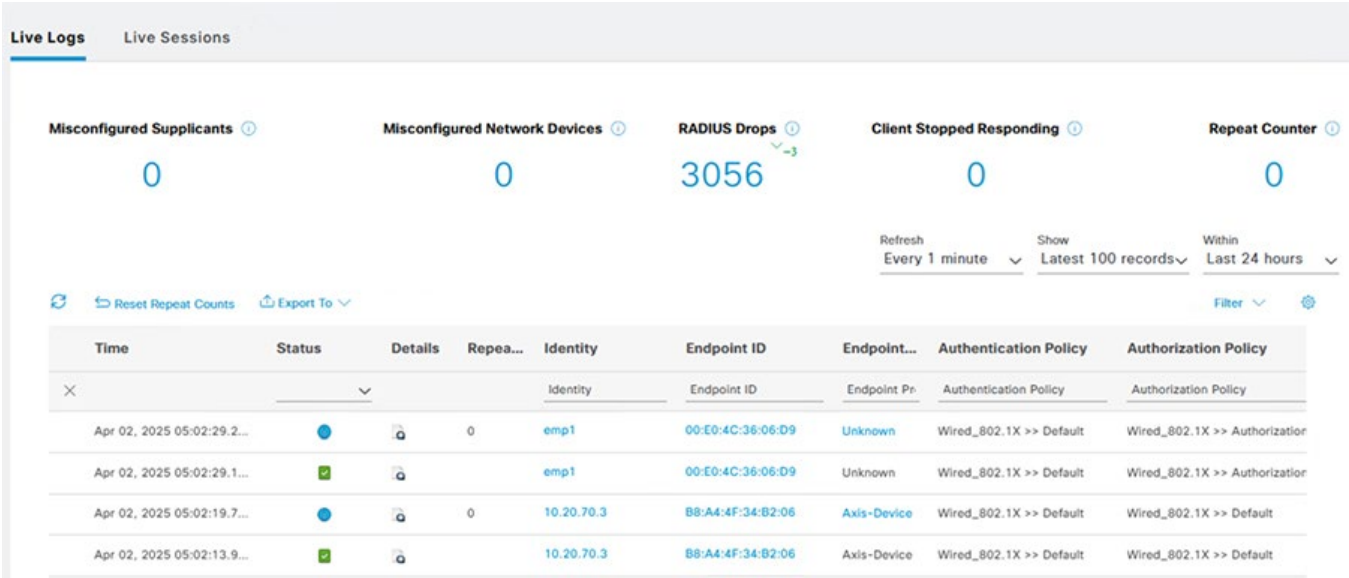 Live Logs Live Sessions
Misconfigured Supplicants Misconfigured Network Devices RADIUS Drops Client Stopped Responding Repeat Counter
-3
0 0 3056 0 0
Refresh Show Within
Every 1 minute Latest 100 records Last 24 hours
Reset Repeat Counts Export To Filter
Time Status Details Repea... Identity Endpoint ID Endpoint... Authentication Policy Authorization Policy
Identity Endpoint ID Endpoint Pr Authentication Policy Authorization Policy
Apr 02, 2025 05:02:29.2... 0 emp1 00:E0:4C:36:06:D9 Unknown Wired_802.1X >> Default Wired_802.1X >> Authorization
Apr 02, 2025 05:02:29.1... emp1 00:E0:4C:36:06:D9 Unknown Wired_802.1X >> Default Wired_802.1X >> Authorization
Apr 02, 2025 05:02:19.7... 0 10.20.70.3 B8:A4:4F:34:B2:06 Axis-Device Wired_802.1X >> Default Wired_802.1X >> Default
Apr 02, 2025 05:02:13.9... 10.20.70.3 B8:A4:4F:34:B2:06 Axis-Device Wired_802.1X >> Default Wired_802.1X >> Default